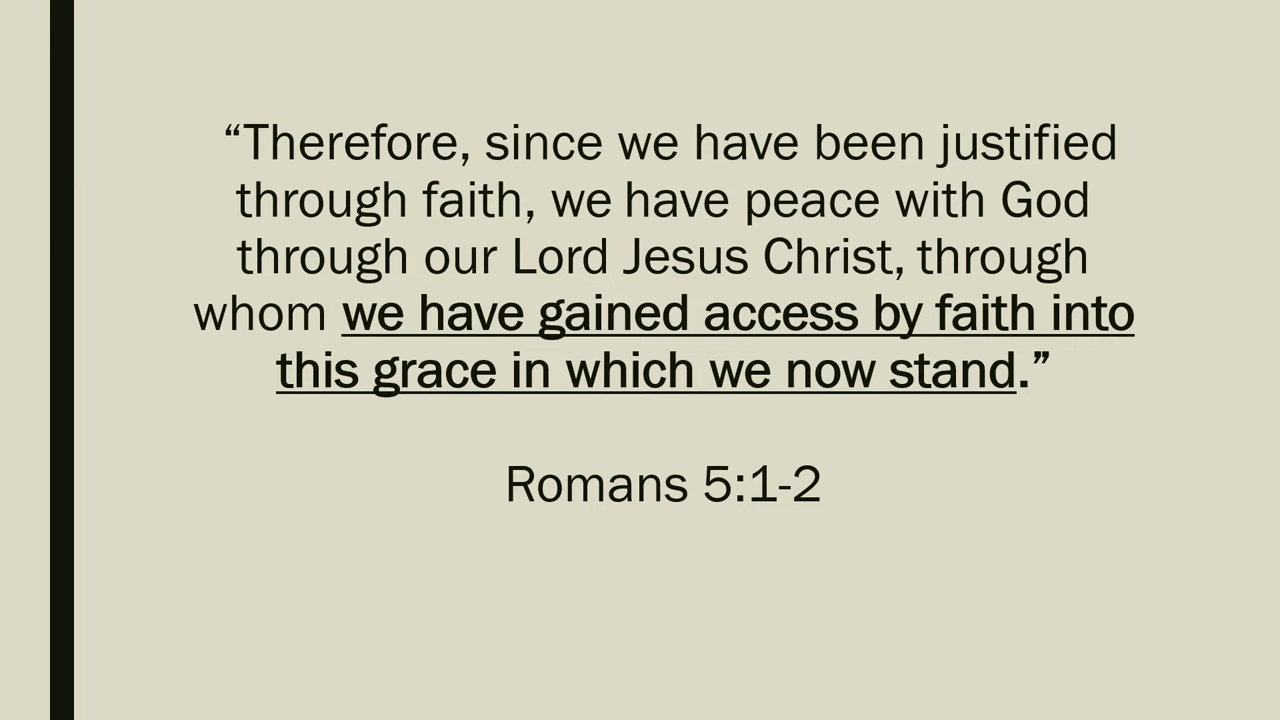 “Therefore, since we have been justified
through faith, we have peace with God
through our Lord Jesus Christ, through
whom we have gained access by faith into
this grace in which we now stand.”
Romans 5:1-2